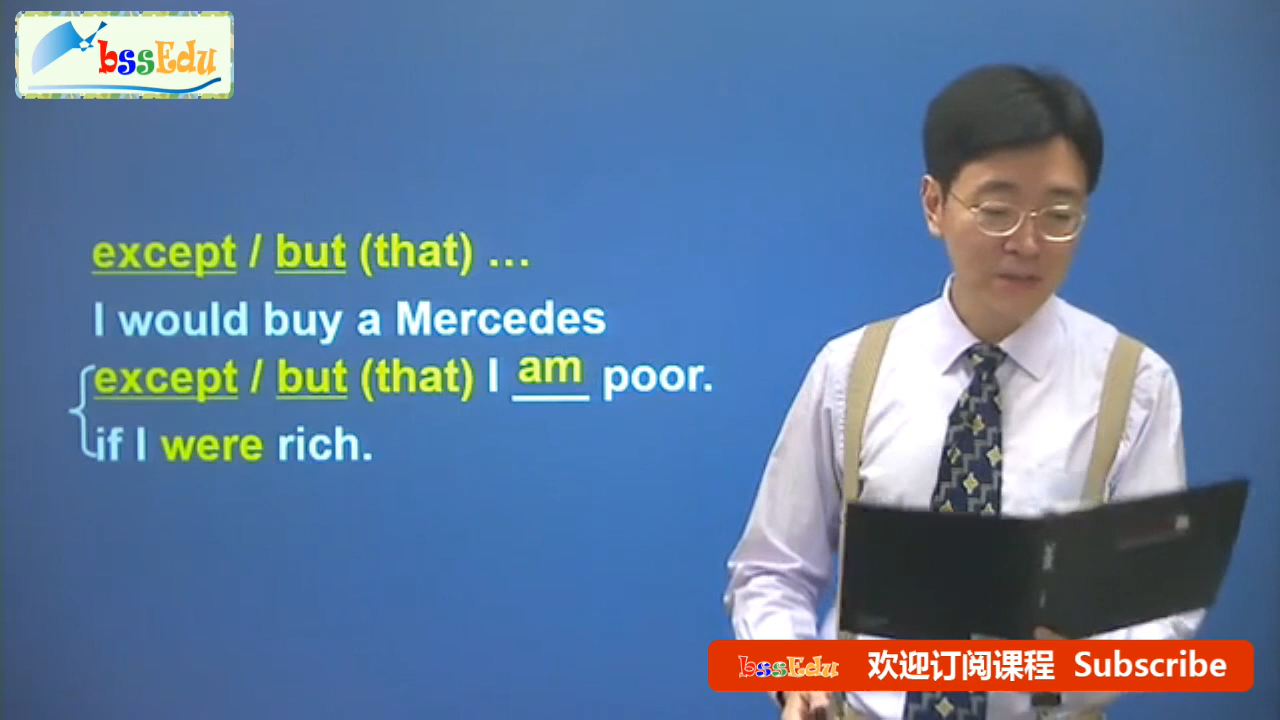 bssEdu
except / but (that) …
I would buy a Mercedes
except / but (that) I am poor.
if I were rich.
bssEdu 欢迎订阅课程 Subscribe